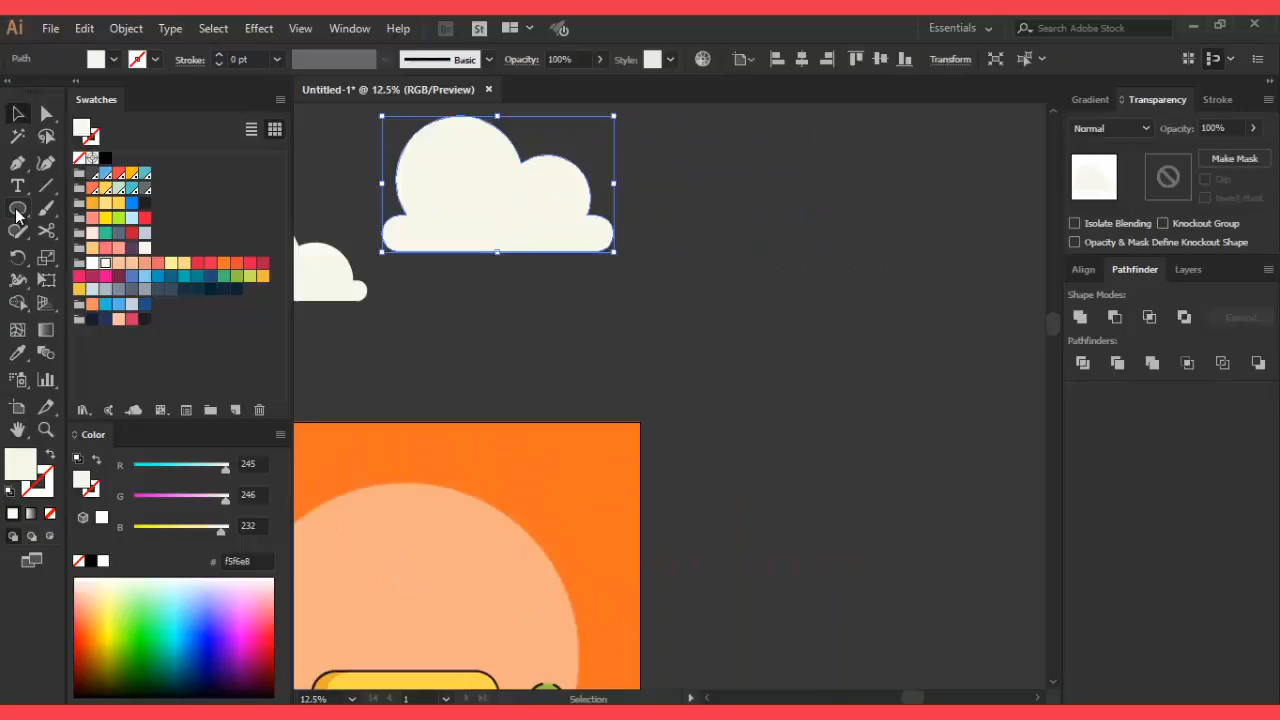 Ai File Edit Object Type Select Effect View Window Help Br St Essentials Search Adobe Stock
Path Stroke: 0 pt Basic Opacity: 100% Style: Transform
Swatches
Untitled-1* @ 12.5% (RGB/Preview)
Gradient Transparency Stroke
Normal Opacity: 100%
Make Mask
Clip
Invert Mask
Isolate Blending Knockout Group
Opacity & Mask Define Knockout Shape
Align Pathfinder Layers
Shape Modes:
Expand
Pathfinders:
Color
R 245
G 246
B 232
# f5f6e8
12.5% 1 Selection